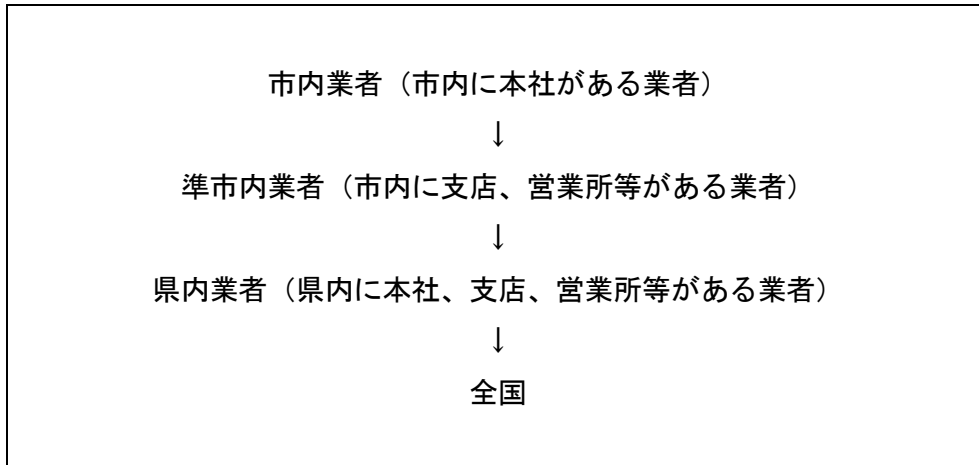 市内業者（市内に本社がある業者）
↓
準市内業者（市内に支店、営業所等がある業者）
↓
県内業者（県内に本社、支店、営業所等がある業者）
↓
全国